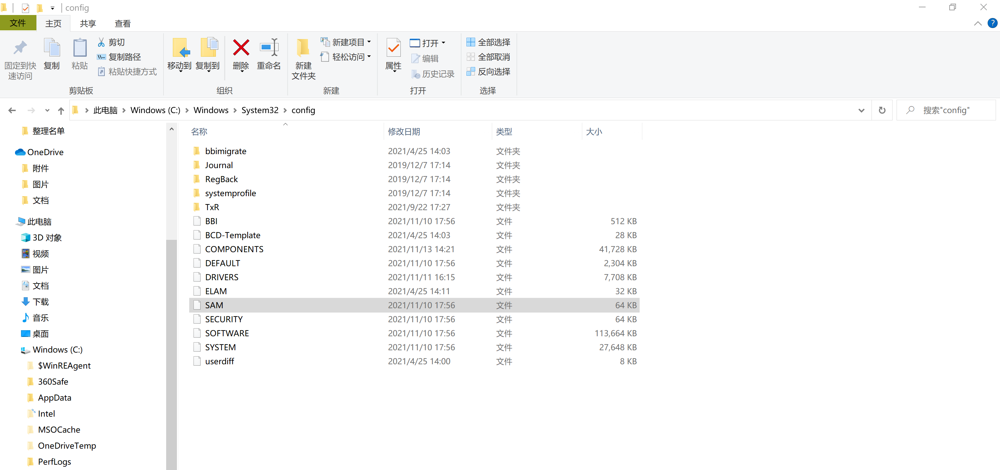 config
文件 主页 共享 查看
固定到快速访问
复制
粘贴
剪切
复制路径
粘贴快捷方式
剪贴板
移动到
复制到
删除
重命名
组织
新建
文件夹
新建项目
轻松访问
新建
属性
打开
编辑
历史记录
打开
全部选择
全部取消
反向选择
选择
此电脑 Windows (C:) Windows System32 config
搜索"config"
整理名单
OneDrive
附件
图片
文档
此电脑
3D 对象
视频
图片
文档
下载
音乐
桌面
Windows (C:)
$WinREAgent
360Safe
AppData
Intel
MSOCache
OneDriveTemp
PerfLogs
名称 修改日期 类型 大小
bbimigrate 2021/4/25 14:03 文件夹
Journal 2019/12/7 17:14 文件夹
RegBack 2019/12/7 17:14 文件夹
systemprofile 2019/12/7 17:14 文件夹
TxR 2021/9/22 17:27 文件夹
BBI 2021/11/10 17:56 文件 512 KB
BCD-Template 2021/4/25 14:03 文件 28 KB
COMPONENTS 2021/11/13 14:21 文件 41,728 KB
DEFAULT 2021/11/10 17:56 文件 2,304 KB
DRIVERS 2021/11/11 16:15 文件 7,708 KB
ELAM 2021/4/25 14:11 文件 32 KB
SAM 2021/11/10 17:56 文件 64 KB
SECURITY 2021/11/10 17:56 文件 64 KB
SOFTWARE 2021/11/10 17:56 文件 113,664 KB
SYSTEM 2021/11/10 17:56 文件 27,648 KB
userdiff 2021/4/25 14:00 文件 8 KB